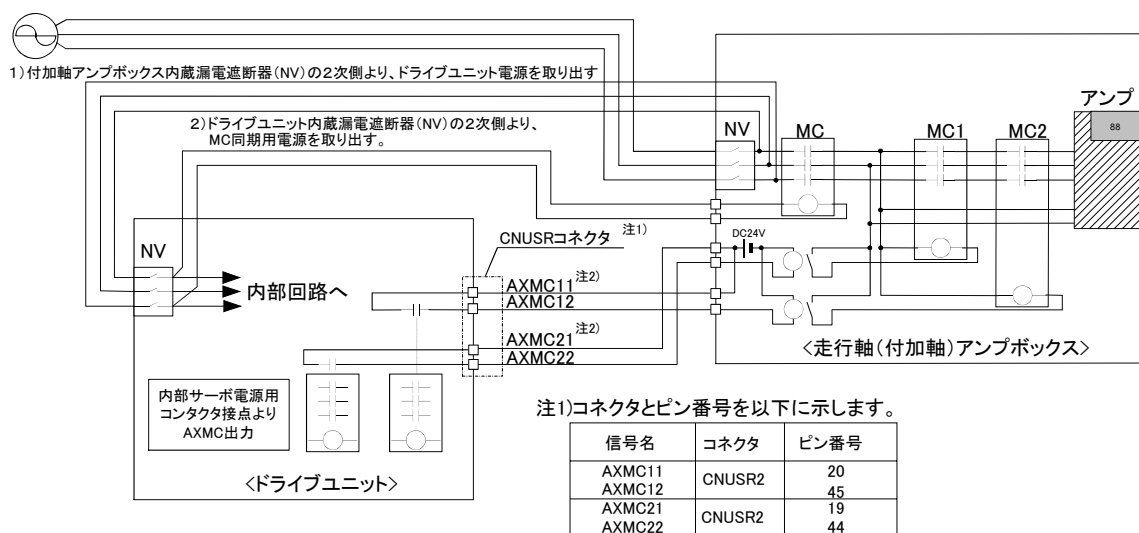 1)付加軸アンプボックス内蔵漏電遮断器(NV)の2次側より、ドライブユニット電源を取り出す
2)ドライブユニット内蔵漏電遮断器(NV)の2次側より、
MC同期用電源を取り出す。
アンプ
88
NV
MC
MC1
MC2
DC24V
CNUSRコネクタ 注1)
NV
内部回路へ
AXMC11 注2)
AXMC12
AXMC21 注2)
AXMC22
<走行軸(付加軸)アンプボックス>
内部サーボ電源用
コンタクタ接点より
AXMC出力
<ドライブユニット>
注1)コネクタとピン番号を以下に示します。
信号名 コネクタ ピン番号
AXMC11 CNUSR2 20
AXMC12 45
AXMC21 CNUSR2 19
AXMC22 44